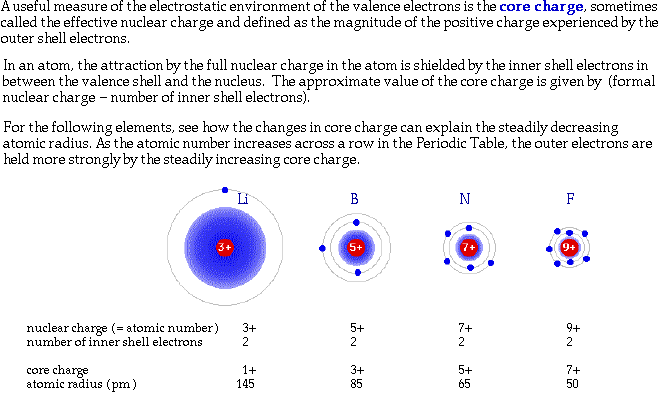 A useful measure of the electrostatic environment of the valence electrons is the core charge, sometimes
called the effective nuclear charge and defined as the magnitude of the positive charge experienced by the
outer shell electrons.
In an atom, the attraction by the full nuclear charge in the atom is shielded by the inner shell electrons in
between the valence shell and the nucleus. The approximate value of the core charge is given by (formal
nuclear charge − number of inner shell electrons).
For the following elements, see how the changes in core charge can explain the steadily decreasing
atomic radius. As the atomic number increases across a row in the Periodic Table, the outer electrons are
held more strongly by the steadily increasing core charge.
Li B N F
3+ 5+ 7+ 9+
nuclear charge (= atomic number) 3+ 5+ 7+ 9+
number of inner shell electrons 2 2 2 2
core charge 1+ 3+ 5+ 7+
atomic radius (pm) 145 85 65 50